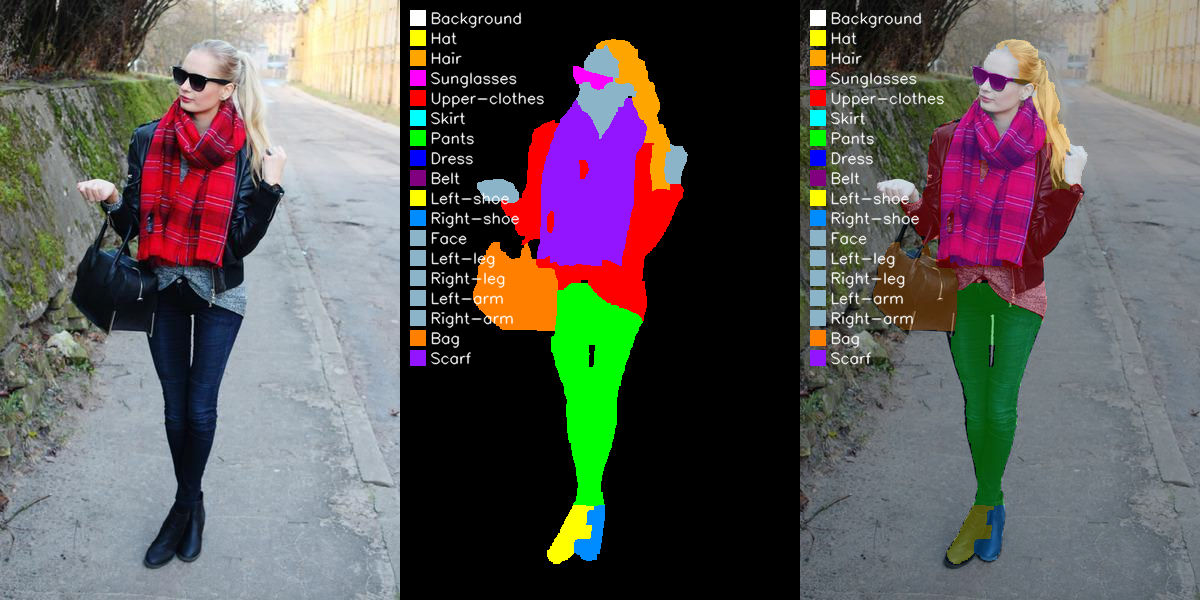 Background
Hat
Hair
Sunglasses
Upper-clothes
Skirt
Pants
Dress
Belt
Left-shoe
Right-shoe
Face
Left-leg
Right-leg
Left-arm
Right-arm
Bag
Scarf
Background
Hat
Hair
Sunglasses
Upper-clothes
Skirt
Pants
Dress
Belt
Left-shoe
Right-shoe
Face
Left-leg
Right-leg
Left-arm
Right-arm
Bag
Scarf